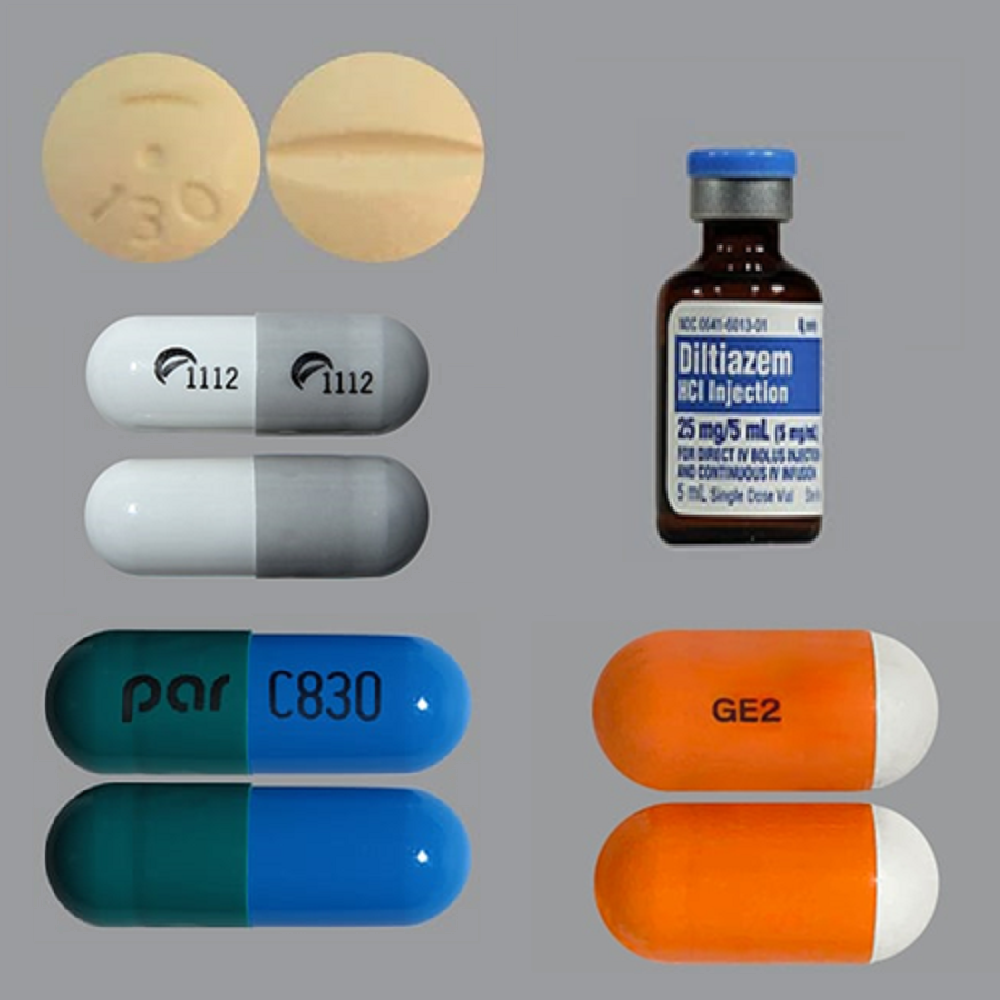 I
130
1112 1112
NDC 0641-6013-01
Diltiazem
HCl Injection
25 mg/5 mL (5 mg/mL)
FOR DIRECT IV BOLUS INJECTION
AND CONTINUOUS IV INFUSION
5 mL Single Dose Vial
par C830
GE2